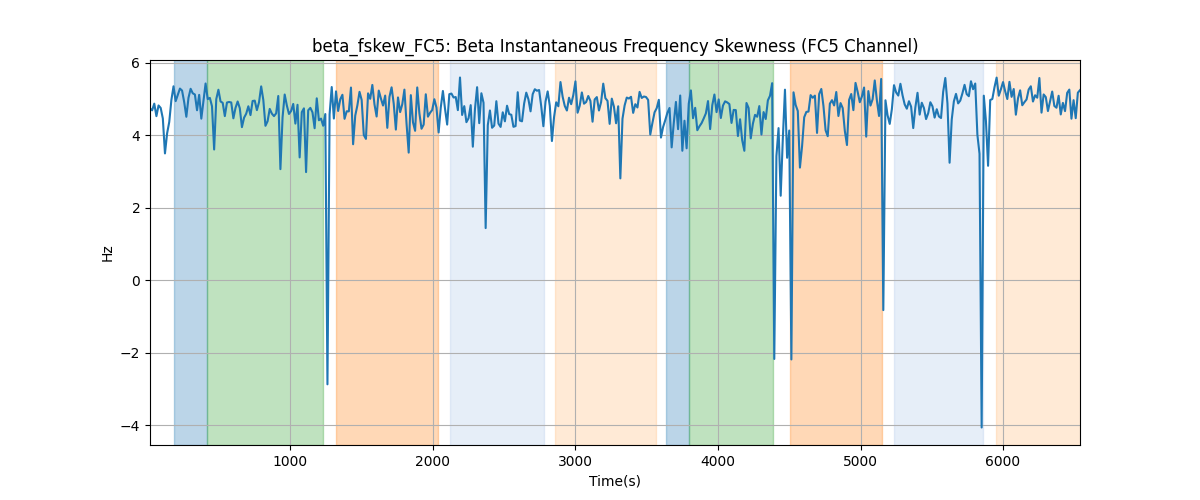 beta_fskew_FC5: Beta Instantaneous Frequency Skewness (FC5 Channel)
6
4
2
0
−2
−4
Hz
1000 2000 3000 4000 5000 6000
Time(s)